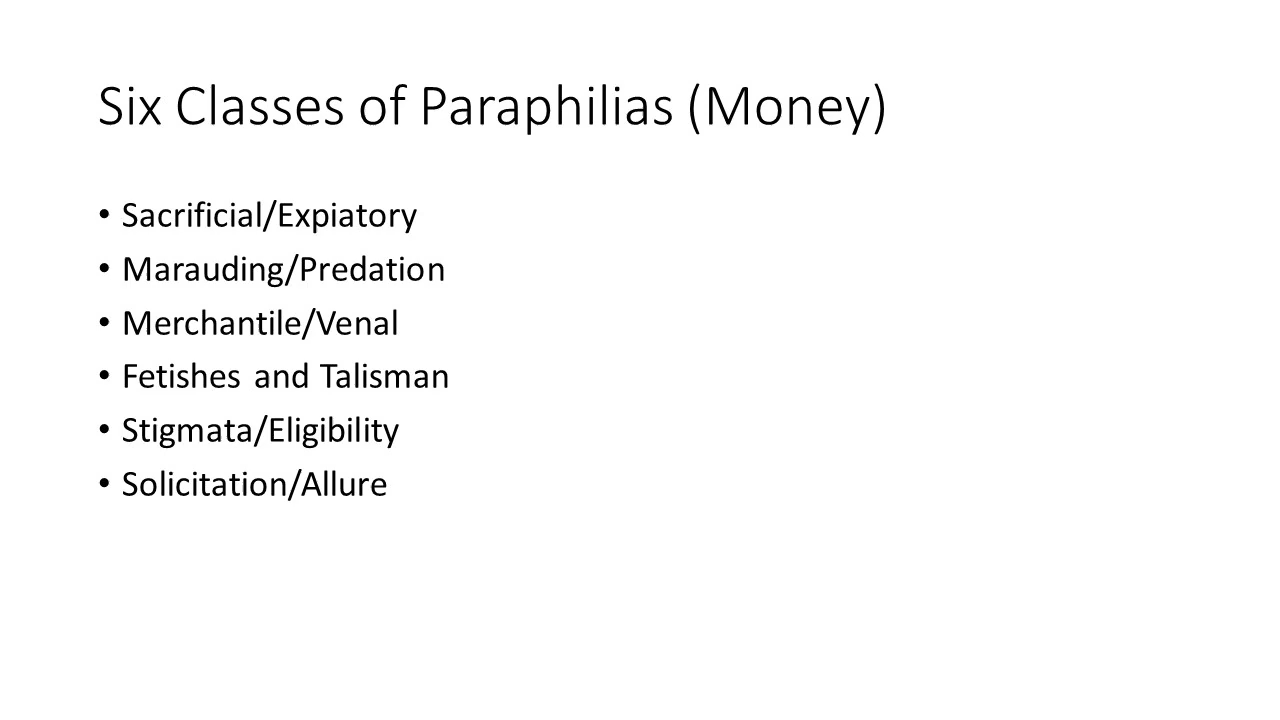 Six Classes of Paraphilias (Money)
• Sacrificial/Expiatory
• Marauding/Predation
• Merchantile/Venal
• Fetishes and Talisman
• Stigmata/Eligibility
• Solicitation/Allure